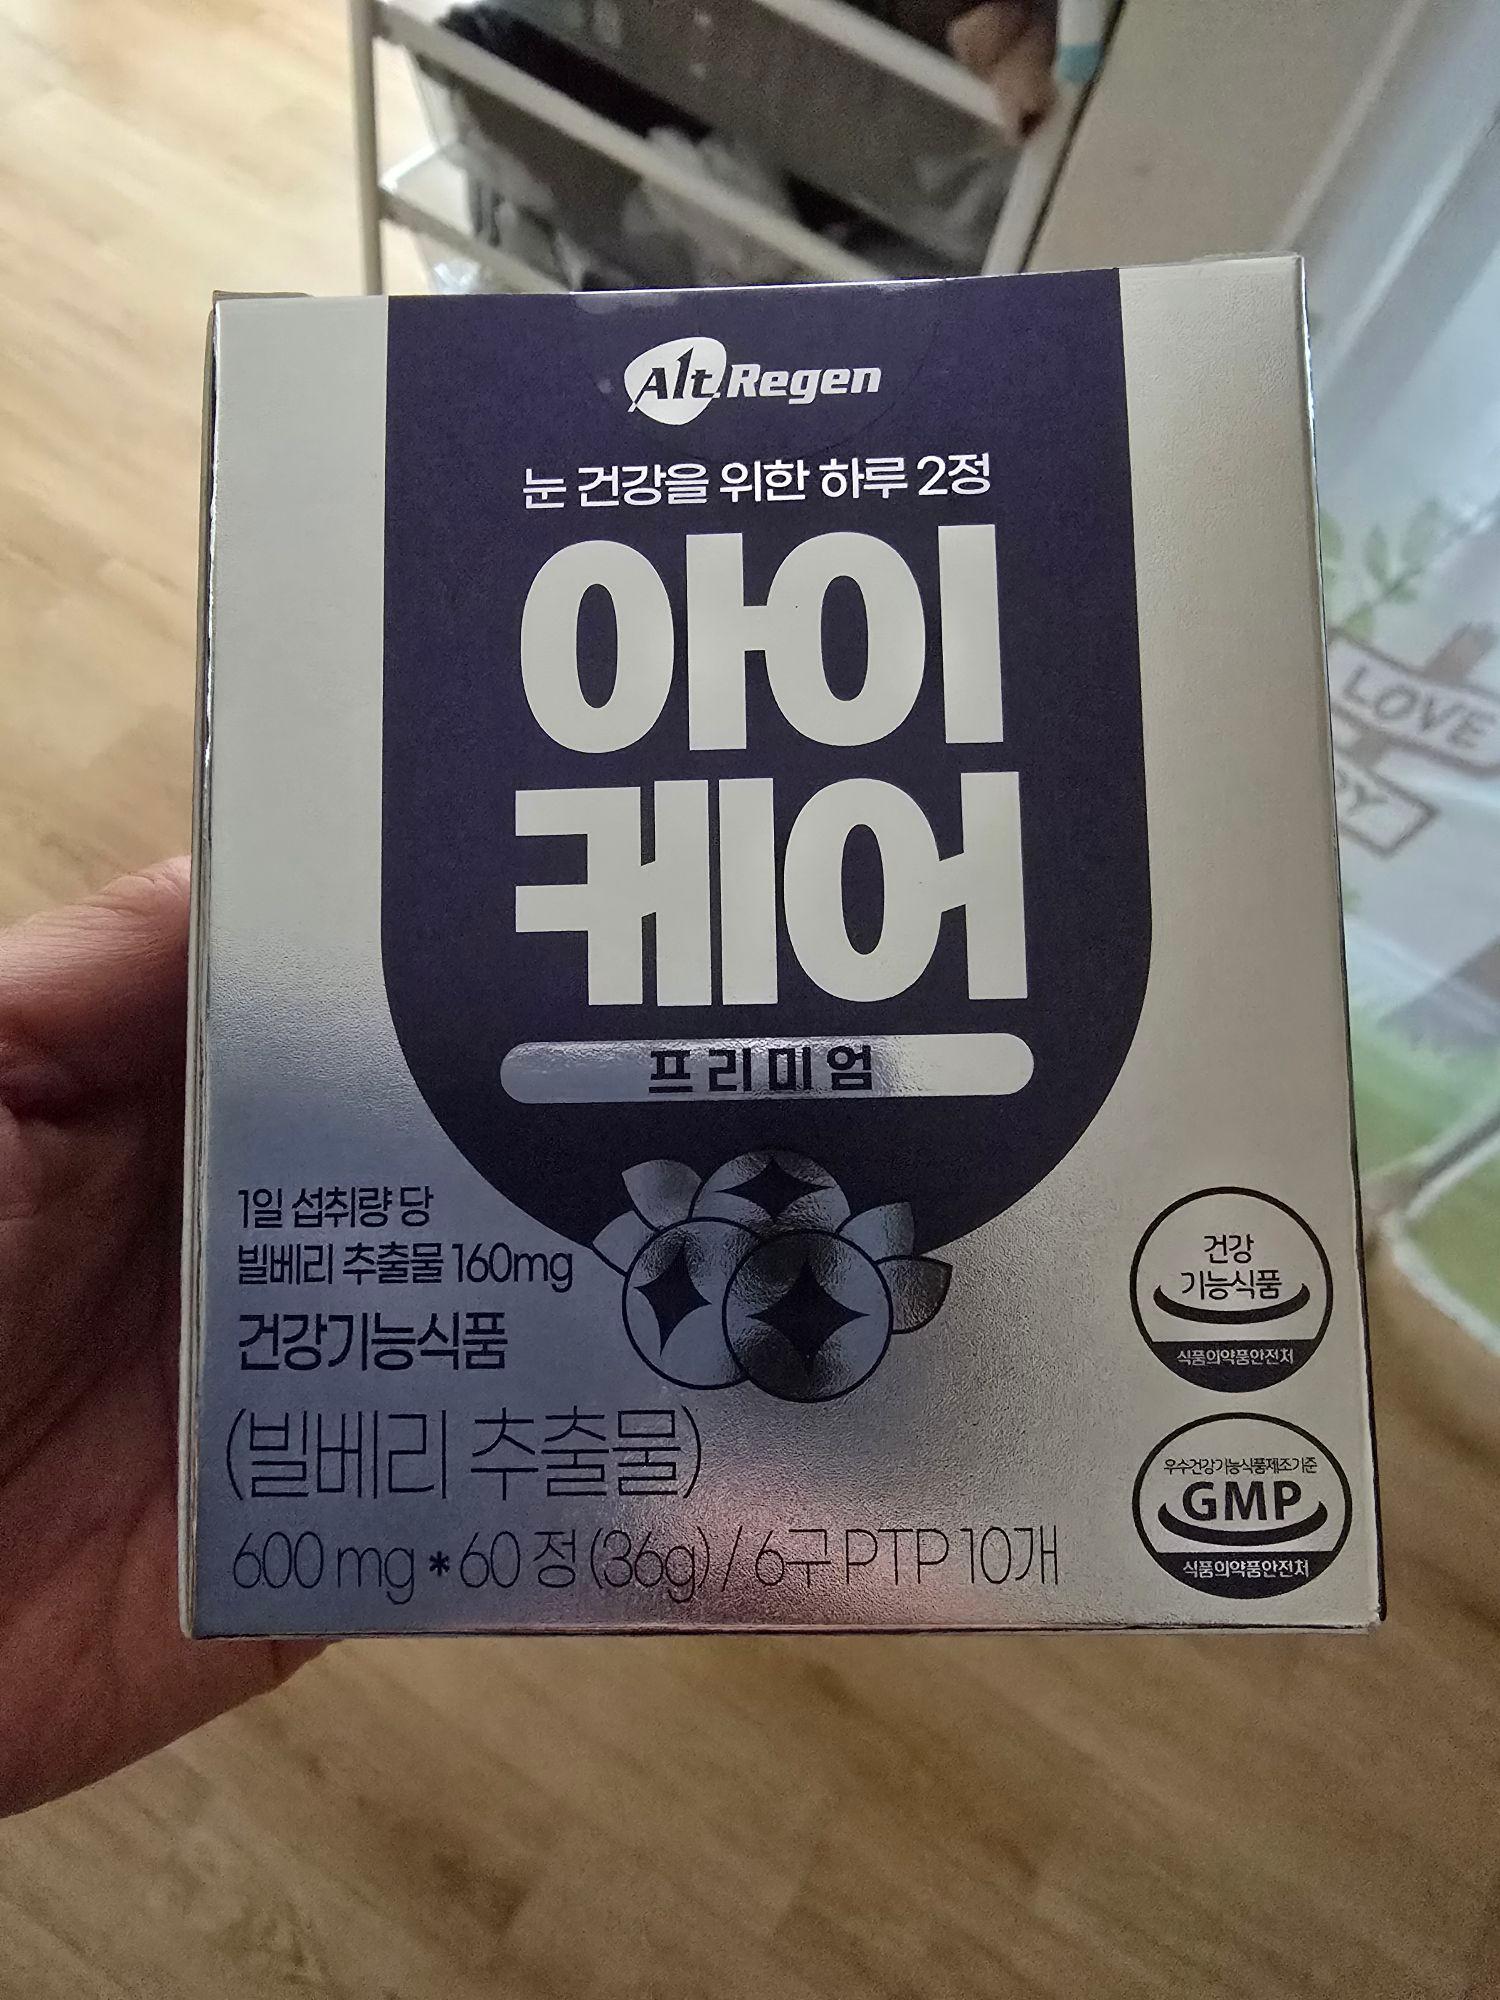 Alt Regen
눈 건강을 위한 하루 2정
아이
케어
프리미엄
1일 섭취량 당
빌베리 추출물 160mg
건강기능식품
(빌베리 추출물)
600 mg * 60 정 (36g) / 6구 PTP 10개
건강
기능식품
식품의약품안전처
우수건강기능식품제조기준
GMP
식품의약품안전처
LOVE